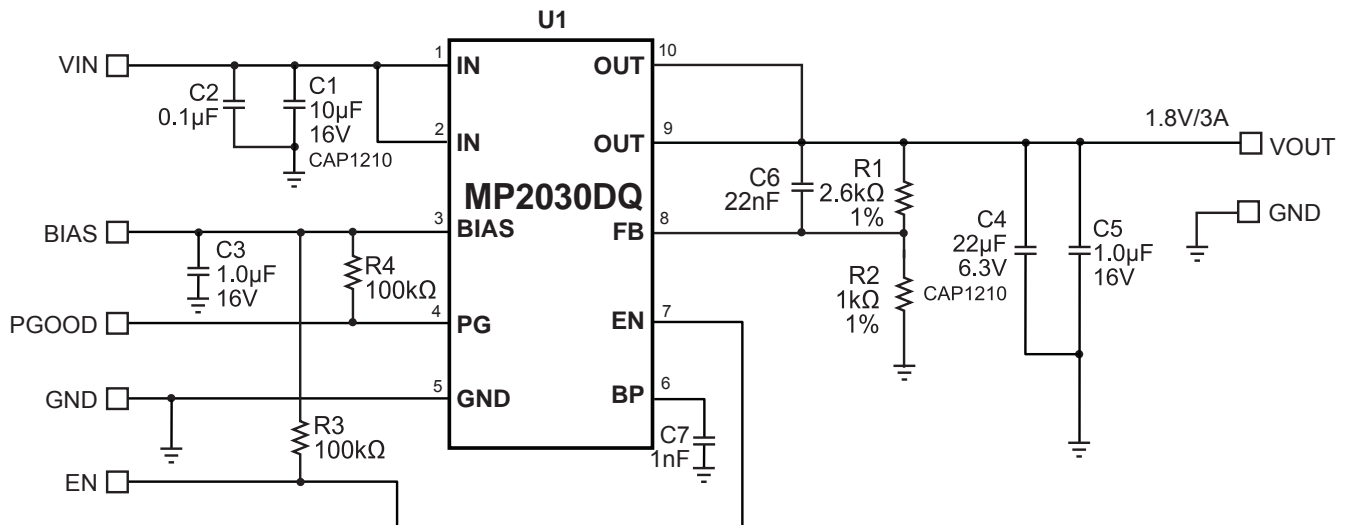 U1
VIN
1
IN
OUT
10
C2
0.1µF
C1
10µF
16V
CAP1210
2
IN
OUT
9
1.8V/3A
VOUT
MP2030DQ
C6
22nF
R1
2.6kΩ
1%
BIAS
3
BIAS
FB
8
GND
C3
1.0µF
16V
R4
100kΩ
R2
1kΩ
1%
C4
22µF
6.3V
CAP1210
C5
1.0µF
16V
PGOOD
4
PG
EN
7
GND
5
GND
BP
6
R3
100kΩ
C7
1nF
EN